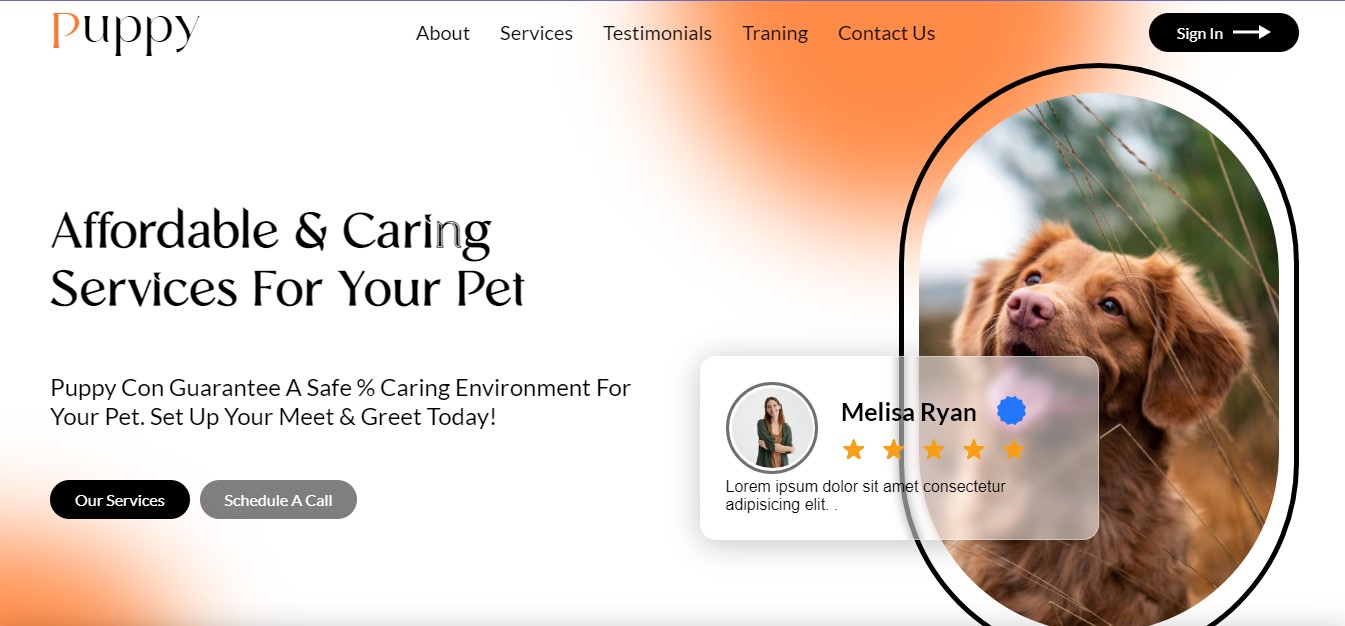 Puppy
About Services Testimonials Traning Contact Us
Sign In
Affordable & Caring
Services For Your Pet
Puppy Con Guarantee A Safe % Caring Environment For
Your Pet. Set Up Your Meet & Greet Today!
Our Services Schedule A Call
Melisa Ryan
Lorem ipsum dolor sit amet consectetur
adipisicing elit. .